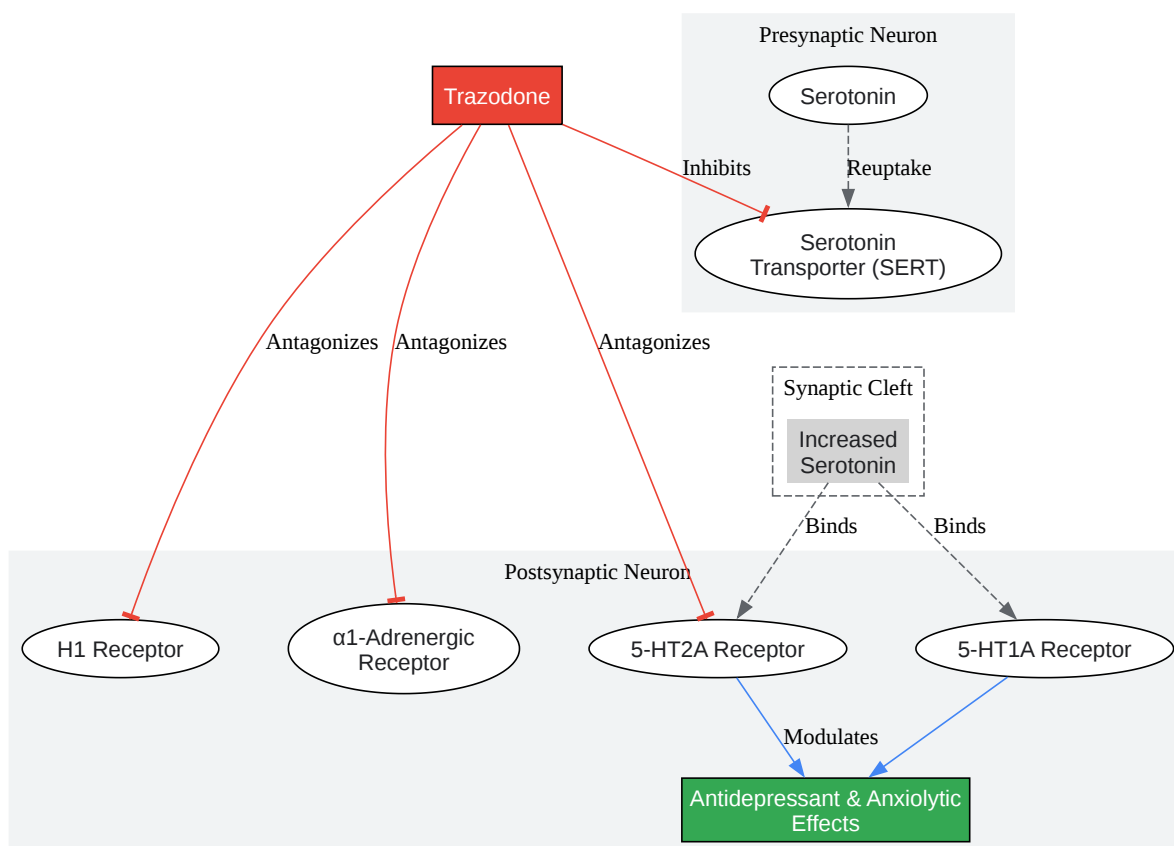 Presynaptic Neuron
Trazodone
Serotonin
Inhibits
Reuptake
Serotonin
Transporter (SERT)
Antagonizes
Antagonizes
Antagonizes
Synaptic Cleft
Increased
Serotonin
Binds
Binds
Postsynaptic Neuron
H1 Receptor
α1-Adrenergic
Receptor
5-HT2A Receptor
5-HT1A Receptor
Modulates
Antidepressant & Anxiolytic
Effects